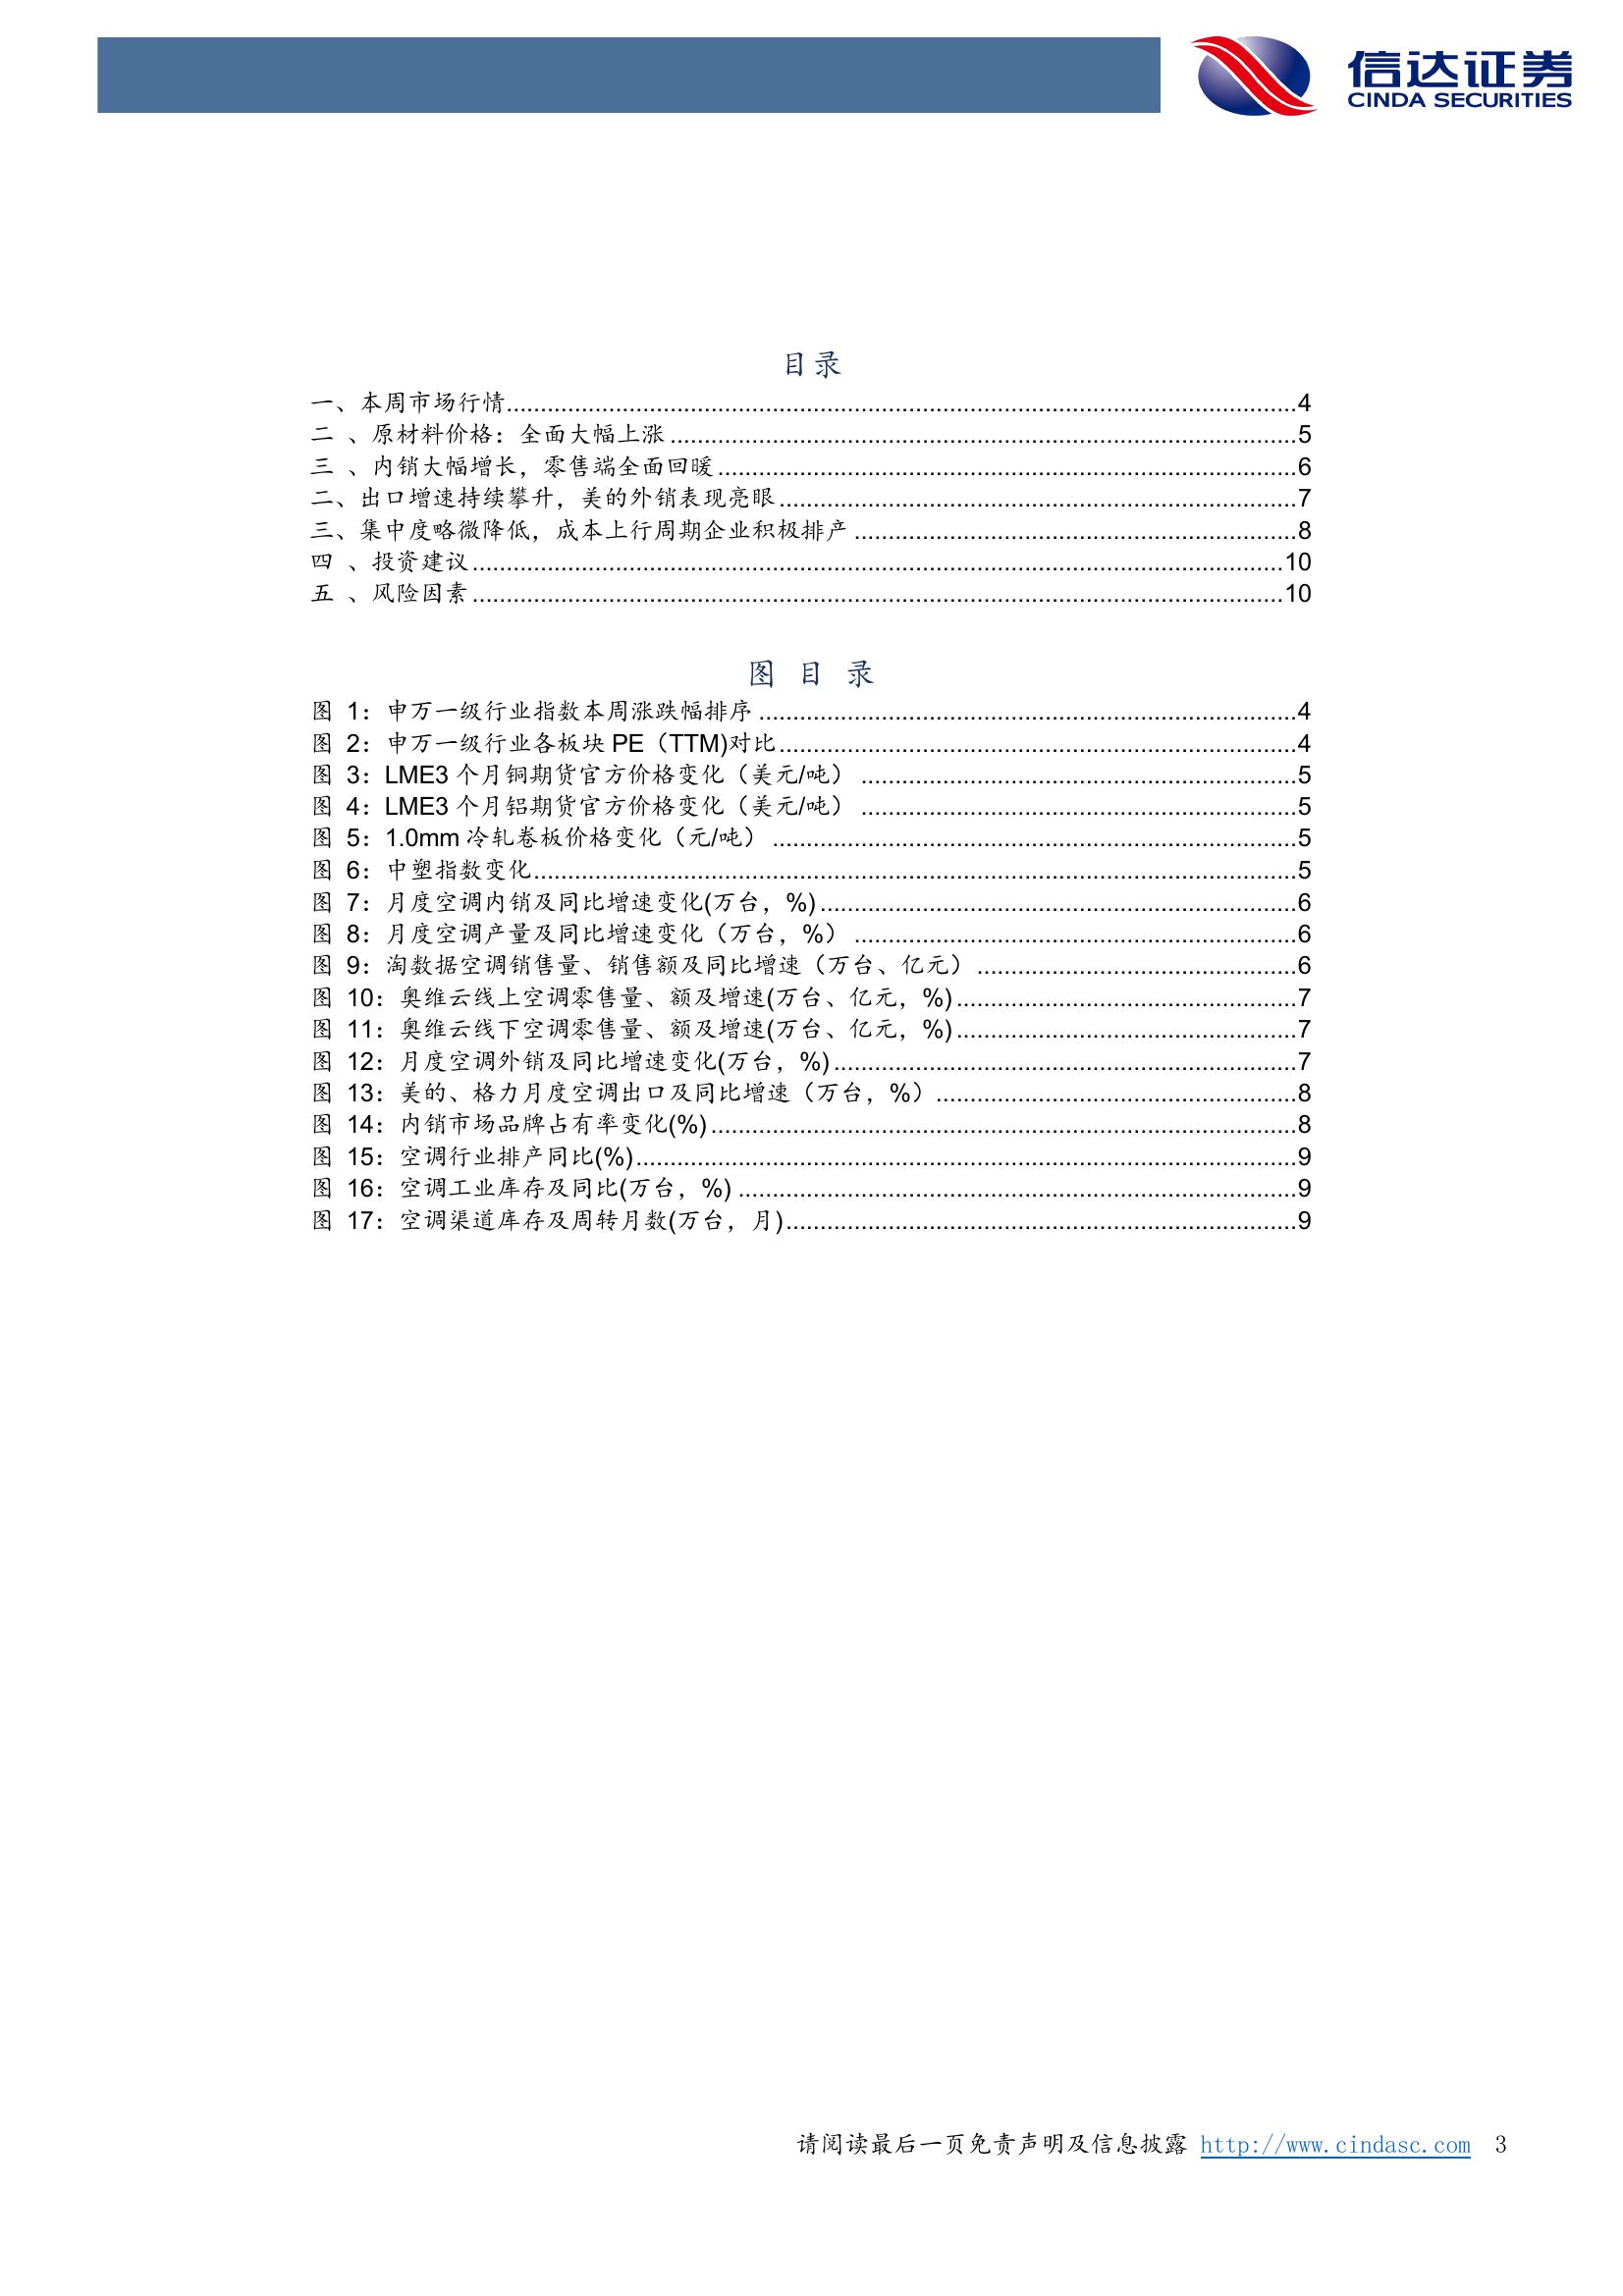 信达证券
CINDA SECURITIES
目录
一、本周市场行情........................4
二 、原材料价格：全面大幅上涨........................5
三 、内销大幅增长，零售端全面回暖........................6
二、出口增速持续攀升，美的外销表现亮眼........................7
三、集中度略微降低，成本上行周期企业积极排产........................8
四 、投资建议........................10
五 、风险因素........................10
图 目 录
图 1：申万一级行业指数本周涨跌幅排序........................4
图 2：申万一级行业各板块 PE（TTM)对比........................4
图 3：LME3 个月铜期货官方价格变化（美元/吨）........................5
图 4：LME3 个月铝期货官方价格变化（美元/吨）........................5
图 5：1.0mm 冷轧卷板价格变化（元/吨）........................5
图 6：中塑指数变化........................5
图 7：月度空调内销及同比增速变化(万台，%)........................6
图 8：月度空调产量及同比增速变化（万台，%）........................6
图 9：淘数据空调销售量、销售额及同比增速（万台、亿元）........................6
图 10：奥维云线上空调零售量、额及增速(万台、亿元，%)........................7
图 11：奥维云线下空调零售量、额及增速(万台、亿元，%)........................7
图 12：月度空调外销及同比增速变化(万台，%)........................7
图 13：美的、格力月度空调出口及同比增速（万台，%）........................8
图 14：内销市场品牌占有率变化(%)........................8
图 15：空调行业排产同比(%)........................9
图 16：空调工业库存及同比(万台，%)........................9
图 17：空调渠道库存及周转月数(万台，月)........................9
请阅读最后一页免责声明及信息披露 http://www.cindasc.com 3